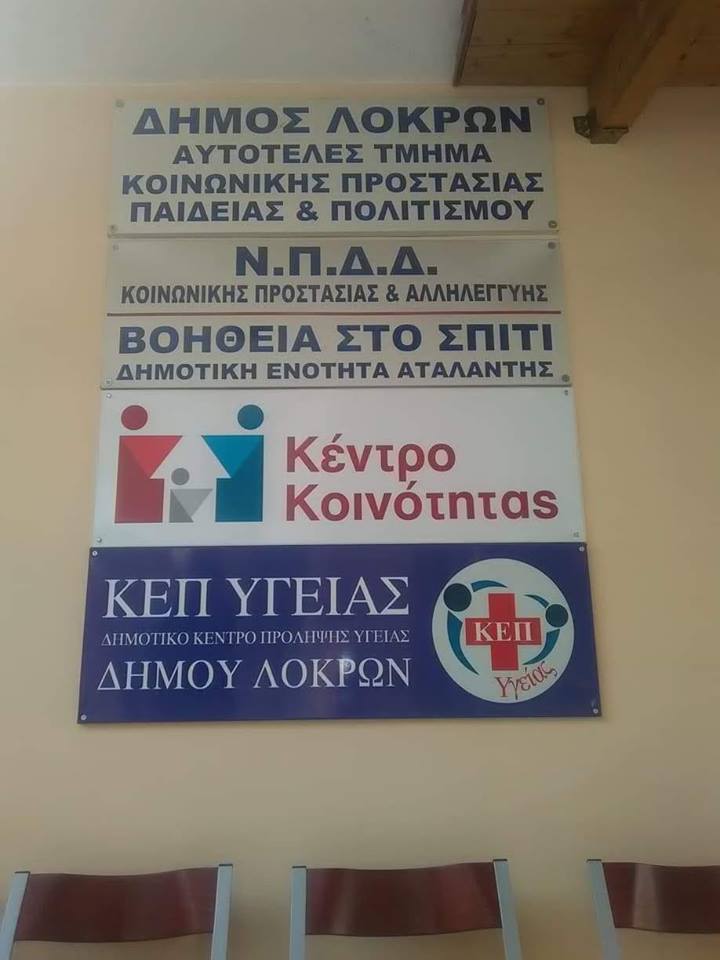 ΔΗΜΟΣ ΛΟΚΡΩΝ
ΑΥΤΟΤΕΛΕΣ ΤΜΗΜΑ
ΚΟΙΝΩΝΙΚΗΣ ΠΡΟΣΤΑΣΙΑΣ
ΠΑΙΔΕΙΑΣ & ΠΟΛΙΤΙΣΜΟΥ
Ν.Π.Δ.Δ.
ΚΟΙΝΩΝΙΚΗΣ ΠΡΟΣΤΑΣΙΑΣ & ΑΛΛΗΛΕΓΓΥΗΣ
ΒΟΗΘΕΙΑ ΣΤΟ ΣΠΙΤΙ
ΔΗΜΟΤΙΚΗ ΕΝΟΤΗΤΑ ΑΤΑΛΑΝΤΗΣ
Κέντρο
Κοινότητας
ΚΕΠ ΥΓΕΙΑΣ
ΔΗΜΟΤΙΚΟ ΚΕΝΤΡΟ ΠΡΟΛΗΨΗΣ ΥΓΕΙΑΣ
ΔΗΜΟΥ ΛΟΚΡΩΝ
ΚΕΠ
Υγείας